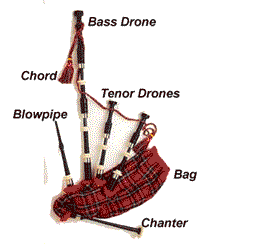 Bass Drone
Chord
Tenor Drones
Blowpipe
Bag
Chanter